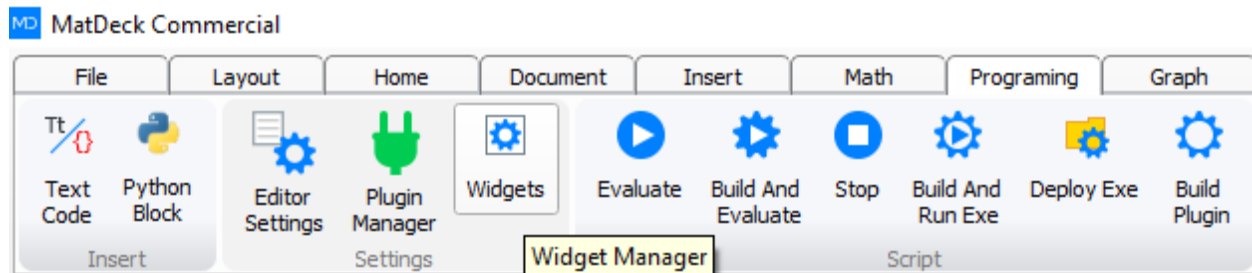 MD MatDeck Commercial
File Layout Home Document Insert Math Programing Graph
Tt {}
Text Code
Python Block
Editor Settings
Plugin Manager
Widgets
Evaluate
Build And Evaluate
Stop
Build And Run Exe
Deploy Exe
Build Plugin
Insert Settings Widget Manager Script